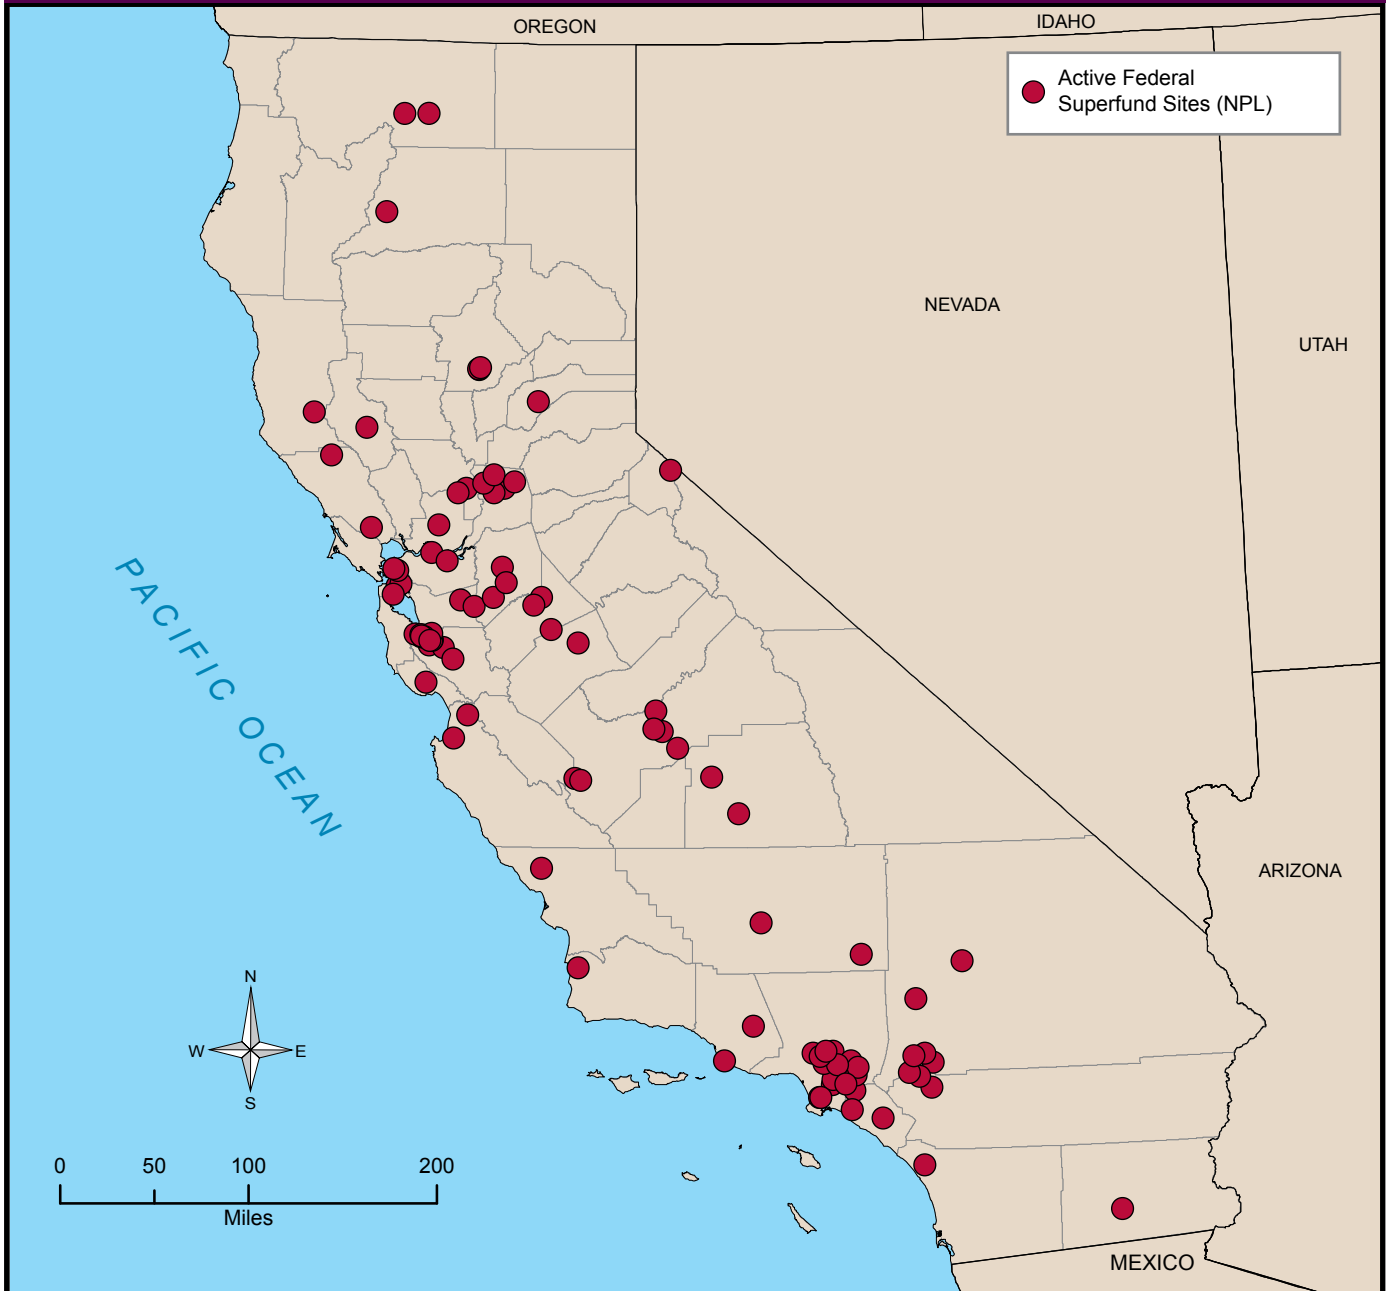 OREGON
IDAHO
Active Federal
Superfund Sites (NPL)
NEVADA
UTAH
PACIFIC OCEAN
ARIZONA
N
W E
S
0 50 100 200
Miles
MEXICO